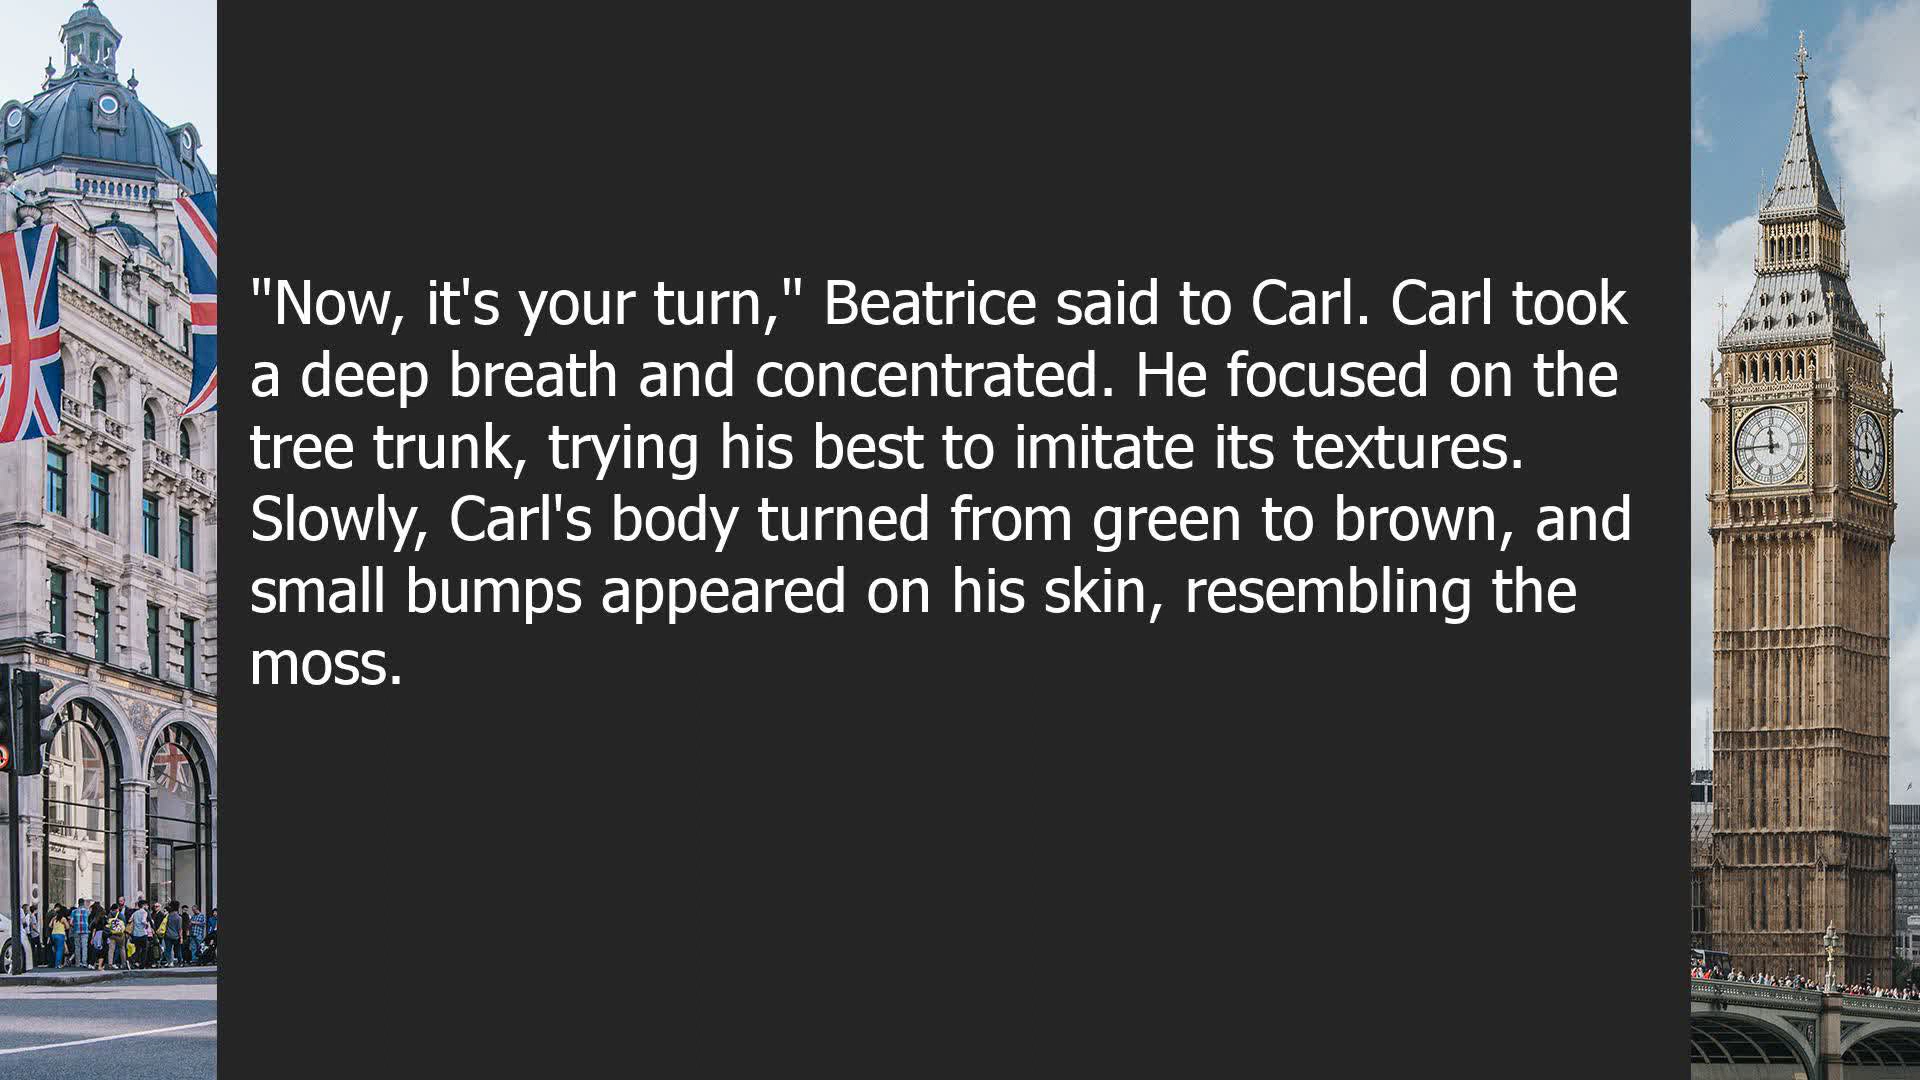 "Now, it's your turn," Beatrice said to Carl. Carl took
a deep breath and concentrated. He focused on the
tree trunk, trying his best to imitate its textures.
Slowly, Carl's body turned from green to brown, and
small bumps appeared on his skin, resembling the
moss.